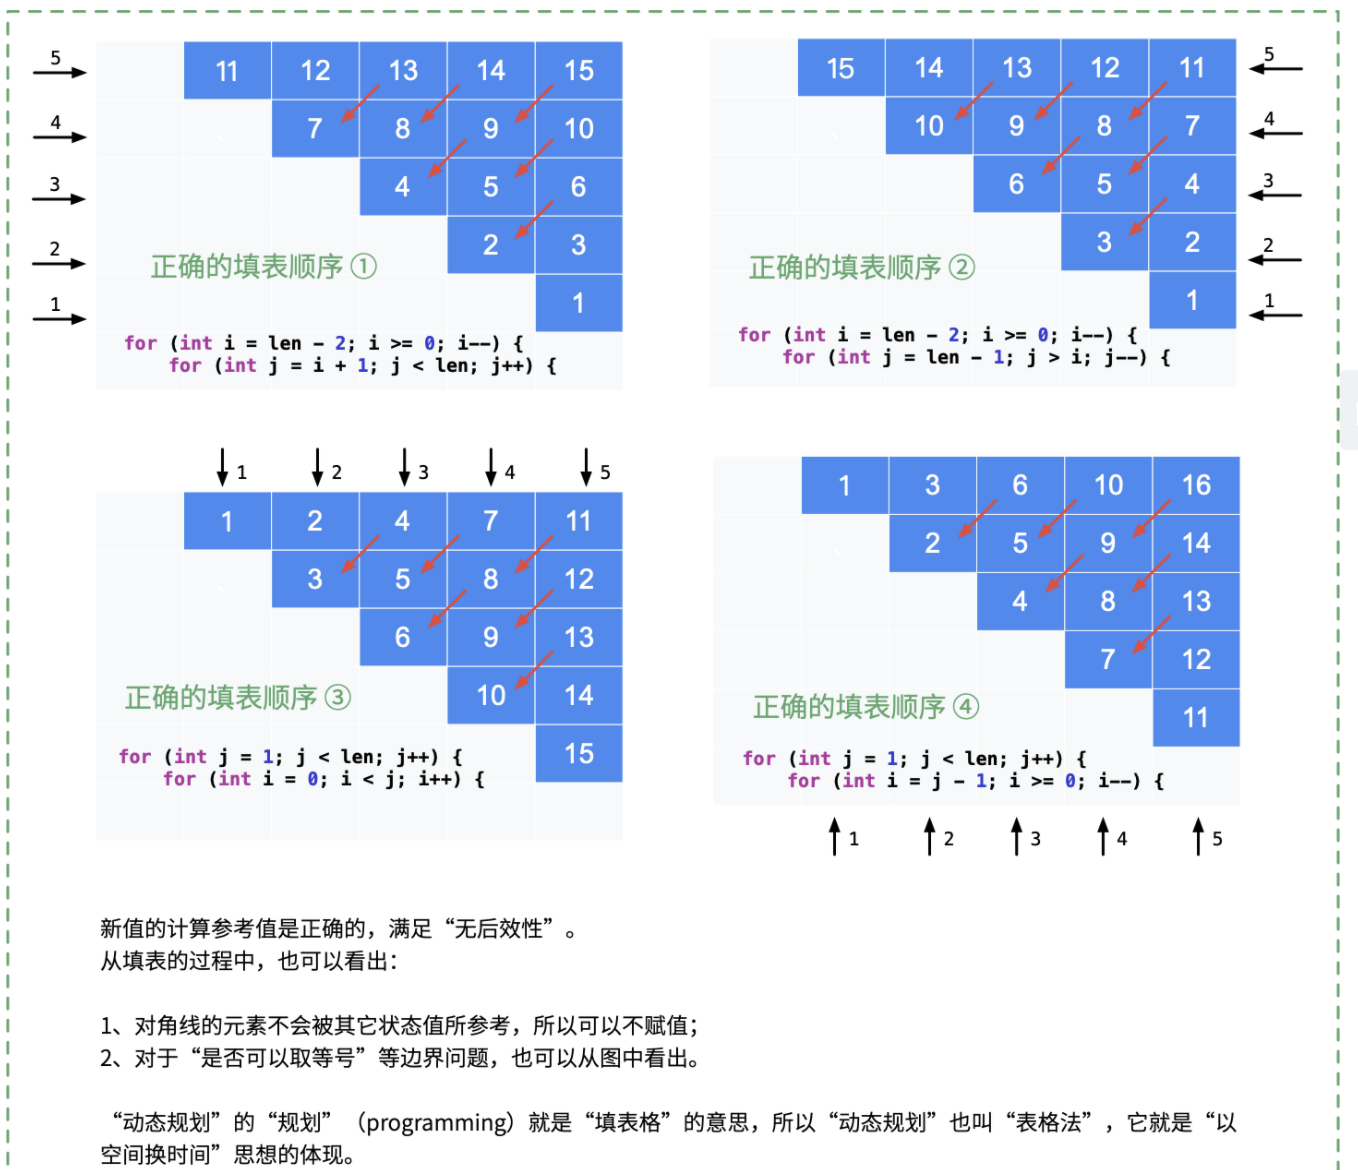 5 11 12 13 14 15
4 7 8 9 10
3 4 5 6
2 2 3
正确的填表顺序 ①
1 1
for (int i = len - 2; i >= 0; i--) {
for (int j = i + 1; j < len; j++) {
15 14 13 12 11 5
10 9 8 7 4
6 5 4 3
3 2 2
正确的填表顺序 ②
1 1
for (int i = len - 2; i >= 0; i--) {
for (int j = len - 1; j > i; j--) {
1 2 3 4 5
1 2 4 7 11
3 5 8 12
6 9 13
10 14
正确的填表顺序 ③
15
for (int j = 1; j < len; j++) {
for (int i = 0; i < j; i++) {
1 3 6 10 16
2 5 9 14
4 8 13
7 12
正确的填表顺序 ④
11
for (int j = 1; j < len; j++) {
for (int i = j - 1; i >= 0; i--) {
1 2 3 4 5
新值的计算参考值是正确的，满足“无后效性”。
从填表的过程中，也可以看出：
1、对角线的元素不会被其它状态值所参考，所以可以不赋值；
2、对于“是否可以取等号”等边界问题，也可以从图中看出。
“动态规划”的“规划”（programming）就是“填表格”的意思，所以“动态规划”也叫“表格法”，它就是“以
空间换时间”思想的体现。